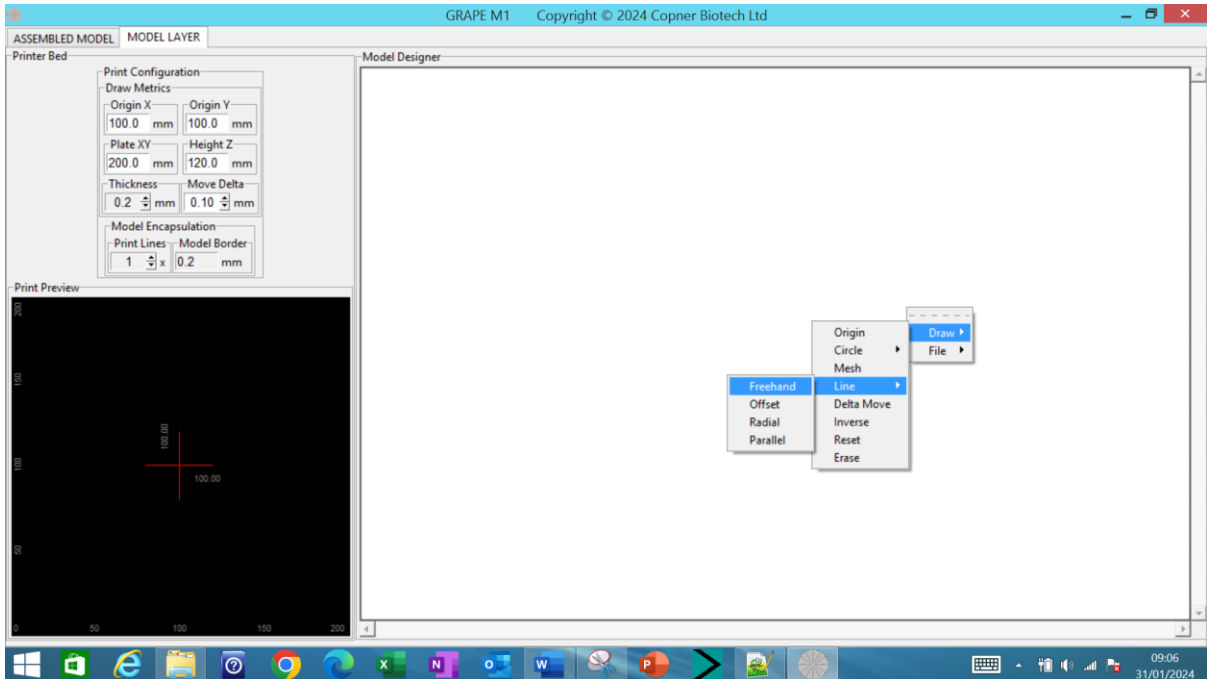 GRAPE M1 Copyright © 2024 Copner Biotech Ltd
ASSEMBLED MODEL MODEL LAYER
Printer Bed
Print Configuration
Draw Metrics
Origin X Origin Y
100.0 mm 100.0 mm
Plate XY Height Z
200.0 mm 120.0 mm
Thickness Move Delta
0.2 mm 0.10 mm
Model Encapsulation
Print Lines Model Border
1 x 0.2 mm
Print Preview
200
150
100
50
100.00
100.00
0 50 100 150 200
Model Designer
Draw
File
Origin
Circle
Mesh
Line
Delta Move
Inverse
Reset
Erase
Freehand
Offset
Radial
Parallel
09:06
31/01/2024